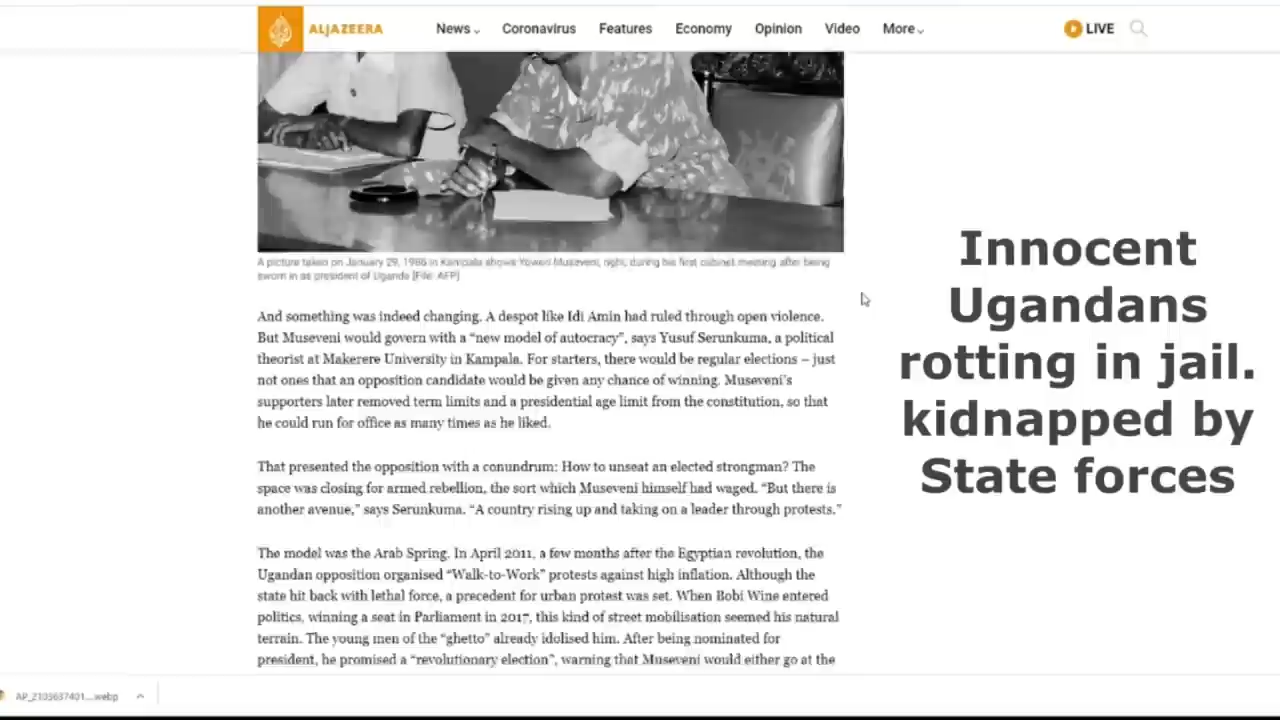 ALJAZEERA
News
Coronavirus
Features
Economy
Opinion
Video
More
LIVE
A picture taken on January 29, 1986 in Kampala shows Yoweri Museveni, right, during his first cabinet meeting after being
sworn in as president of Uganda [File: AFP]
And something was indeed changing. A despot like Idi Amin had ruled through open violence.
But Museveni would govern with a “new model of autocracy”, says Yusuf Serunkuma, a political
theorist at Makerere University in Kampala. For starters, there would be regular elections – just
not ones that an opposition candidate would be given any chance of winning. Museveni’s
supporters later removed term limits and a presidential age limit from the constitution, so that
he could run for office as many times as he liked.
That presented the opposition with a conundrum: How to unseat an elected strongman? The
space was closing for armed rebellion, the sort which Museveni himself had waged. “But there is
another avenue,” says Serunkuma. “A country rising up and taking on a leader through protests.”
The model was the Arab Spring. In April 2011, a few months after the Egyptian revolution, the
Ugandan opposition organised “Walk-to-Work” protests against high inflation. Although the
state hit back with lethal force, a precedent for urban protest was set. When Bobi Wine entered
politics, winning a seat in Parliament in 2017, this kind of street mobilisation seemed his natural
terrain. The young men of the “ghetto” already idolised him. After being nominated for
president, he promised a “revolutionary election”, warning that Museveni would either go at the
Innocent
Ugandans
rotting in jail.
kidnapped by
State forces
AP_2103637401....webp